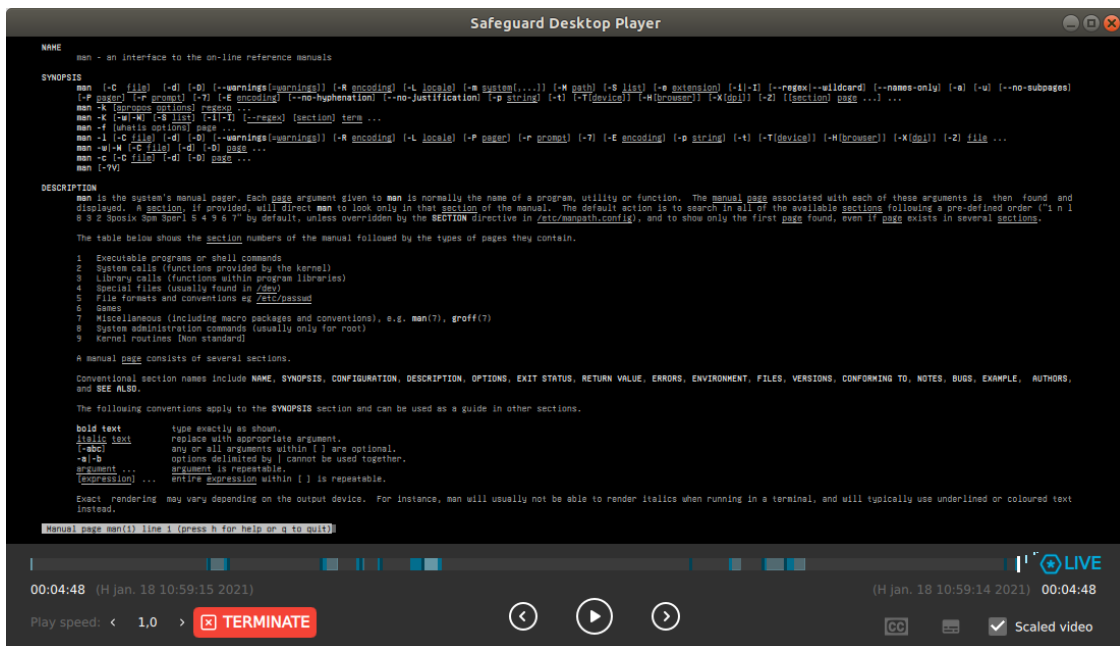 Safeguard Desktop Player
NAME
man - an interface to the on-line reference manuals
SYNOPSIS
man [-C file] [-d] [-D] [--warnings[=warnings]] [-R encoding] [-L locale] [-m system[,...]] [-M path] [-S list] [-e extension] [-i|-I] [--regex|--wildcard] [--names-only] [-a] [-u] [--no-subpages]
[-P pager] [-r prompt] [-7] [-E encoding] [--no-hyphenation] [--no-justification] [-p string] [-t] [-T[device]] [-H[browser]] [-X[dpi]] [-Z] [[section] page ...] ...
man -k [apropos options] regexp ...
man -K [-w|-W] [-S list] [-i|-I] [--regex] [section] term ...
man -f [whatis options] page ...
man -l [-C file] [-d] [-D] [--warnings[=warnings]] [-R encoding] [-L locale] [-P pager] [-r prompt] [-7] [-E encoding] [-p string] [-t] [-T[device]] [-H[browser]] [-X[dpi]] [-Z] file ...
man -w|-W [-C file] [-d] [-D] page ...
man -c [-C file] [-d] [-D] page ...
man [-?V]
DESCRIPTION
man is the system's manual pager. Each page argument given to man is normally the name of a program, utility or function. The manual page associated with each of these arguments is then found and
displayed. A section, if provided, will direct man to look only in that section of the manual. The default action is to search in all of the available sections following a pre-defined order ("1 n l
8 3 2 3posix 3pm 3perl 5 4 9 6 7" by default, unless overridden by the SECTION directive in /etc/manpath.config), and to show only the first page found, even if page exists in several sections.
The table below shows the section numbers of the manual followed by the types of pages they contain.
1 Executable programs or shell commands
2 System calls (functions provided by the kernel)
3 Library calls (functions within program libraries)
4 Special files (usually found in /dev)
5 File formats and conventions eg /etc/passwd
6 Games
7 Miscellaneous (including macro packages and conventions), e.g. man(7), groff(7)
8 System administration commands (usually only for root)
9 Kernel routines [Non standard]
A manual page consists of several sections.
Conventional section names include NAME, SYNOPSIS, CONFIGURATION, DESCRIPTION, OPTIONS, EXIT STATUS, RETURN VALUE, ERRORS, ENVIRONMENT, FILES, VERSIONS, CONFORMING TO, NOTES, BUGS, EXAMPLE, AUTHORS,
and SEE ALSO.
The following conventions apply to the SYNOPSIS section and can be used as a guide in other sections.
bold text type exactly as shown.
italic text replace with appropriate argument.
[-abc] any or all arguments within [ ] are optional.
-a|-b options delimited by | cannot be used together.
argument ... argument is repeatable.
[expression] ... entire expression within [ ] is repeatable.
Exact rendering may vary depending on the output device. For instance, man will usually not be able to render italics when running in a terminal, and will typically use underlined or coloured text
instead.
Manual page man(1) line 1 (press h for help or q to quit)
LIVE
00:04:48 (H jan. 18 10:59:15 2021) (H jan. 18 10:59:14 2021) 00:04:48
Play speed: 1,0 TERMINATE CC Scaled video